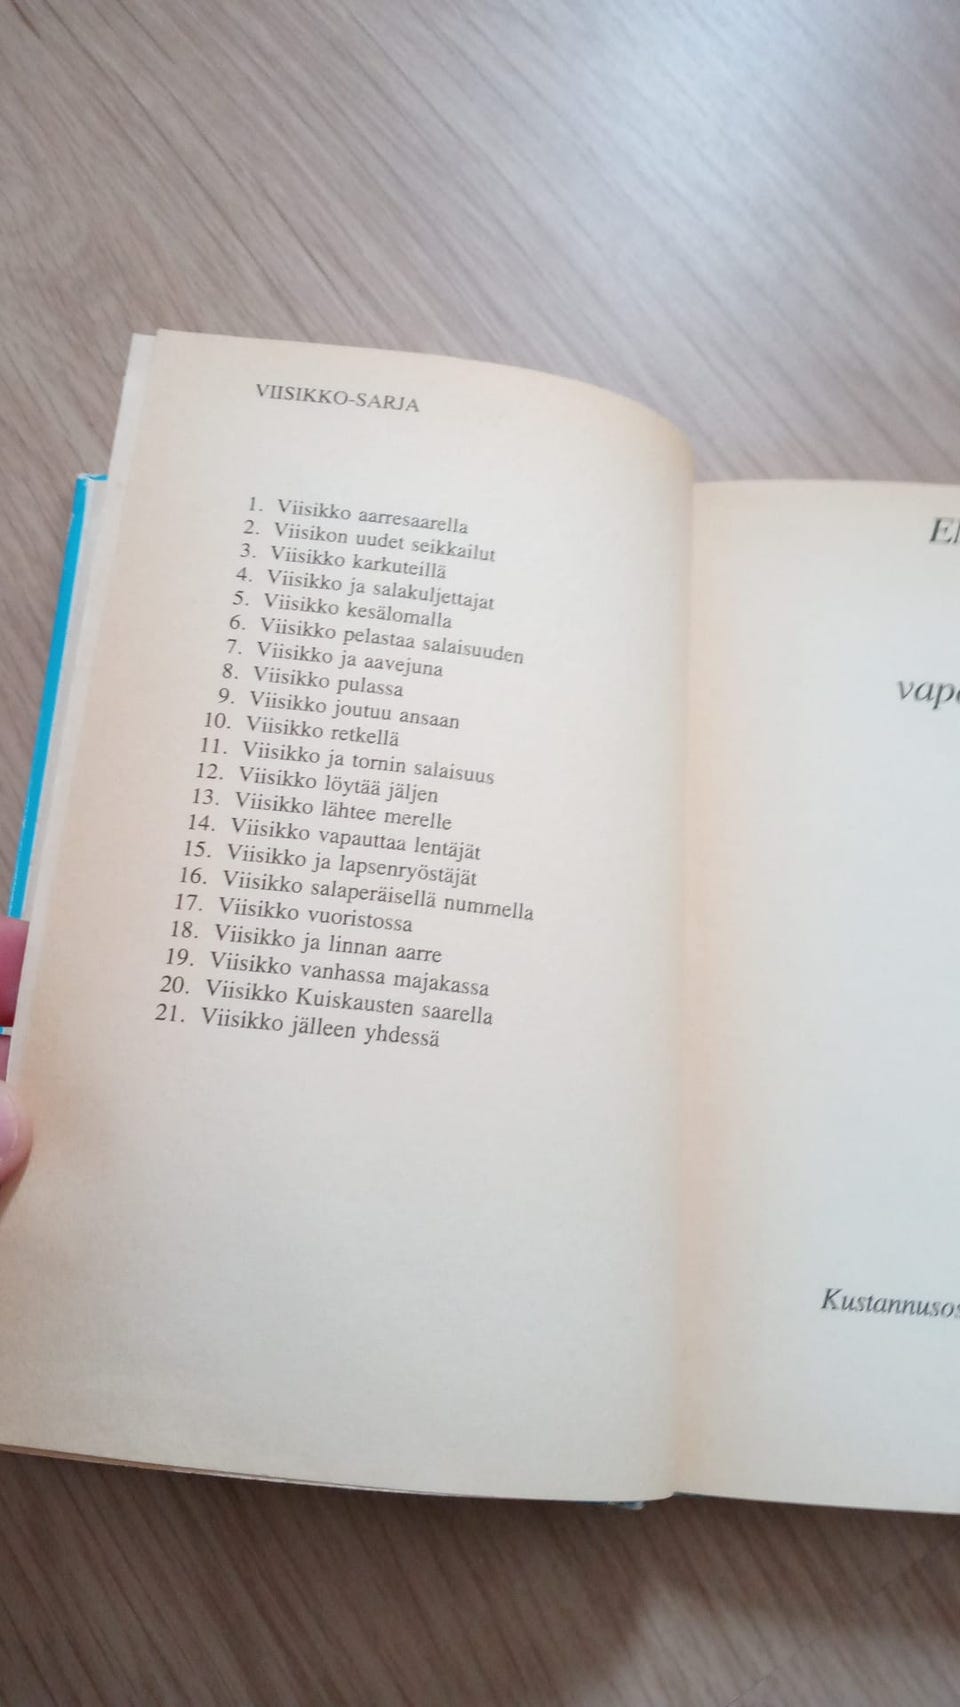 VIISIKKO-SARJA
1. Viisikko aarresaarella
2. Viisikon uudet seikkailut
3. Viisikko karkuteillä
4. Viisikko ja salakuljettajat
5. Viisikko kesälomalla
6. Viisikko pelastaa salaisuuden
7. Viisikko ja aavejuna
8. Viisikko pulassa
9. Viisikko joutuu ansaan
10. Viisikko retkellä
11. Viisikko ja tornin salaisuus
12. Viisikko löytää jäljen
13. Viisikko lähtee merelle
14. Viisikko vapauttaa lentäjät
15. Viisikko ja lapsenryöstäjät
16. Viisikko salaperäisellä nummella
17. Viisikko vuoristossa
18. Viisikko ja linnan aarre
19. Viisikko vanhassa majakassa
20. Viisikko Kuiskausten saarella
21. Viisikko jälleen yhdessä